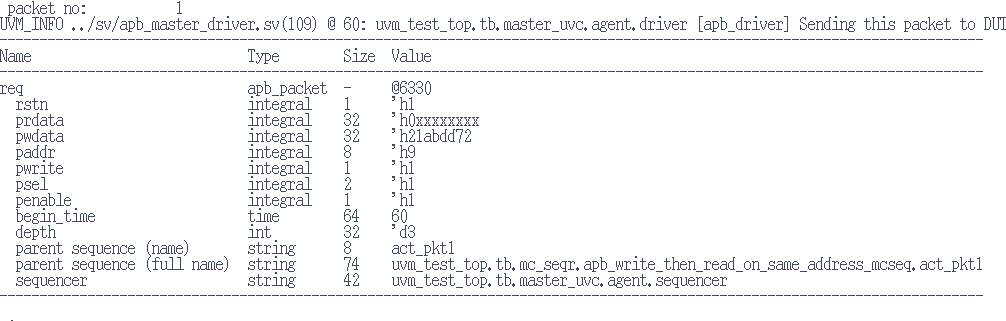 packet no:          1
UVM_INFO ../sv/apb_master_driver.sv(109) @ 60: uvm_test_top.tb.master_uvc.agent.driver [apb_driver] Sending this packet to DUT
Name                           Type        Size  Value
req                            apb_packet  -     @6330
  rstn                         integral    1     'h1
  prdata                       integral    32    'h0xxxxxxxx
  pwdata                       integral    32    'h21abdd72
  paddr                        integral    8     'h9
  pwrite                       integral    1     'h1
  psel                         integral    2     'h1
  penable                      integral    1     'h1
  begin_time                   time        64    60
  depth                        int         32    'd3
  parent sequence (name)       string      8     act_pkt1
  parent sequence (full name)  string      74    uvm_test_top.tb.mc_seqr.apb_write_then_read_on_same_address_mcseq.act_pkt1
  sequencer                    string      42    uvm_test_top.tb.master_uvc.agent.sequencer